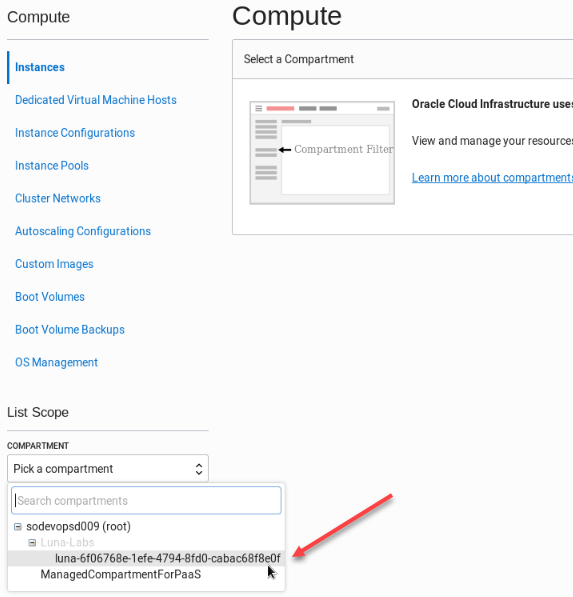 Compute
Instances
Dedicated Virtual Machine Hosts
Instance Configurations
Instance Pools
Cluster Networks
Autoscaling Configurations
Custom Images
Boot Volumes
Boot Volume Backups
OS Management
List Scope
COMPARTMENT
Pick a compartment
Search compartments
sodevopsd009 (root)
Luna-Labs
luna-6f06768e-1efe-4794-8fd0-cabac68f8e0f
ManagedCompartmentForPaaS
Compute
Select a Compartment
Compartment Filter
Oracle Cloud Infrastructure uses
View and manage your resources
Learn more about compartments